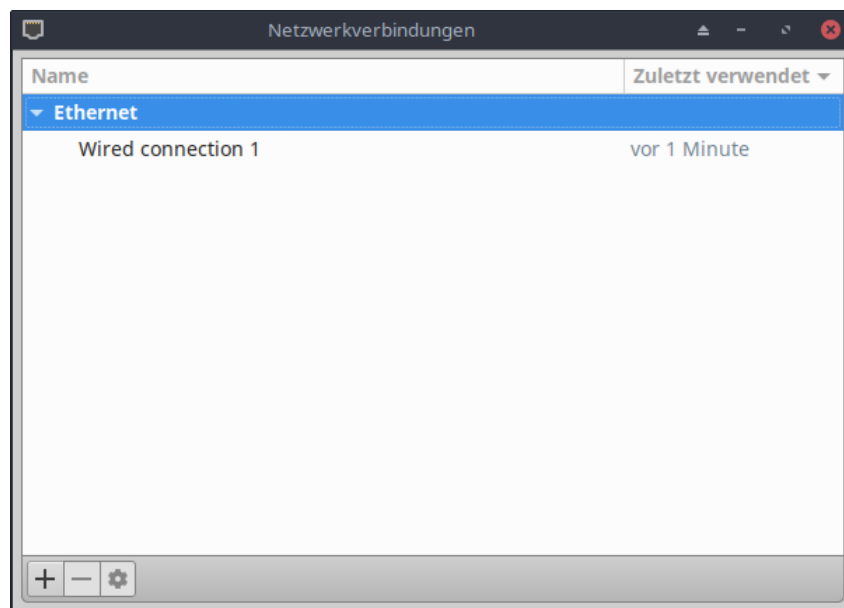 Netzwerkverbindungen
Name Zuletzt verwendet
Ethernet
Wired connection 1 vor 1 Minute